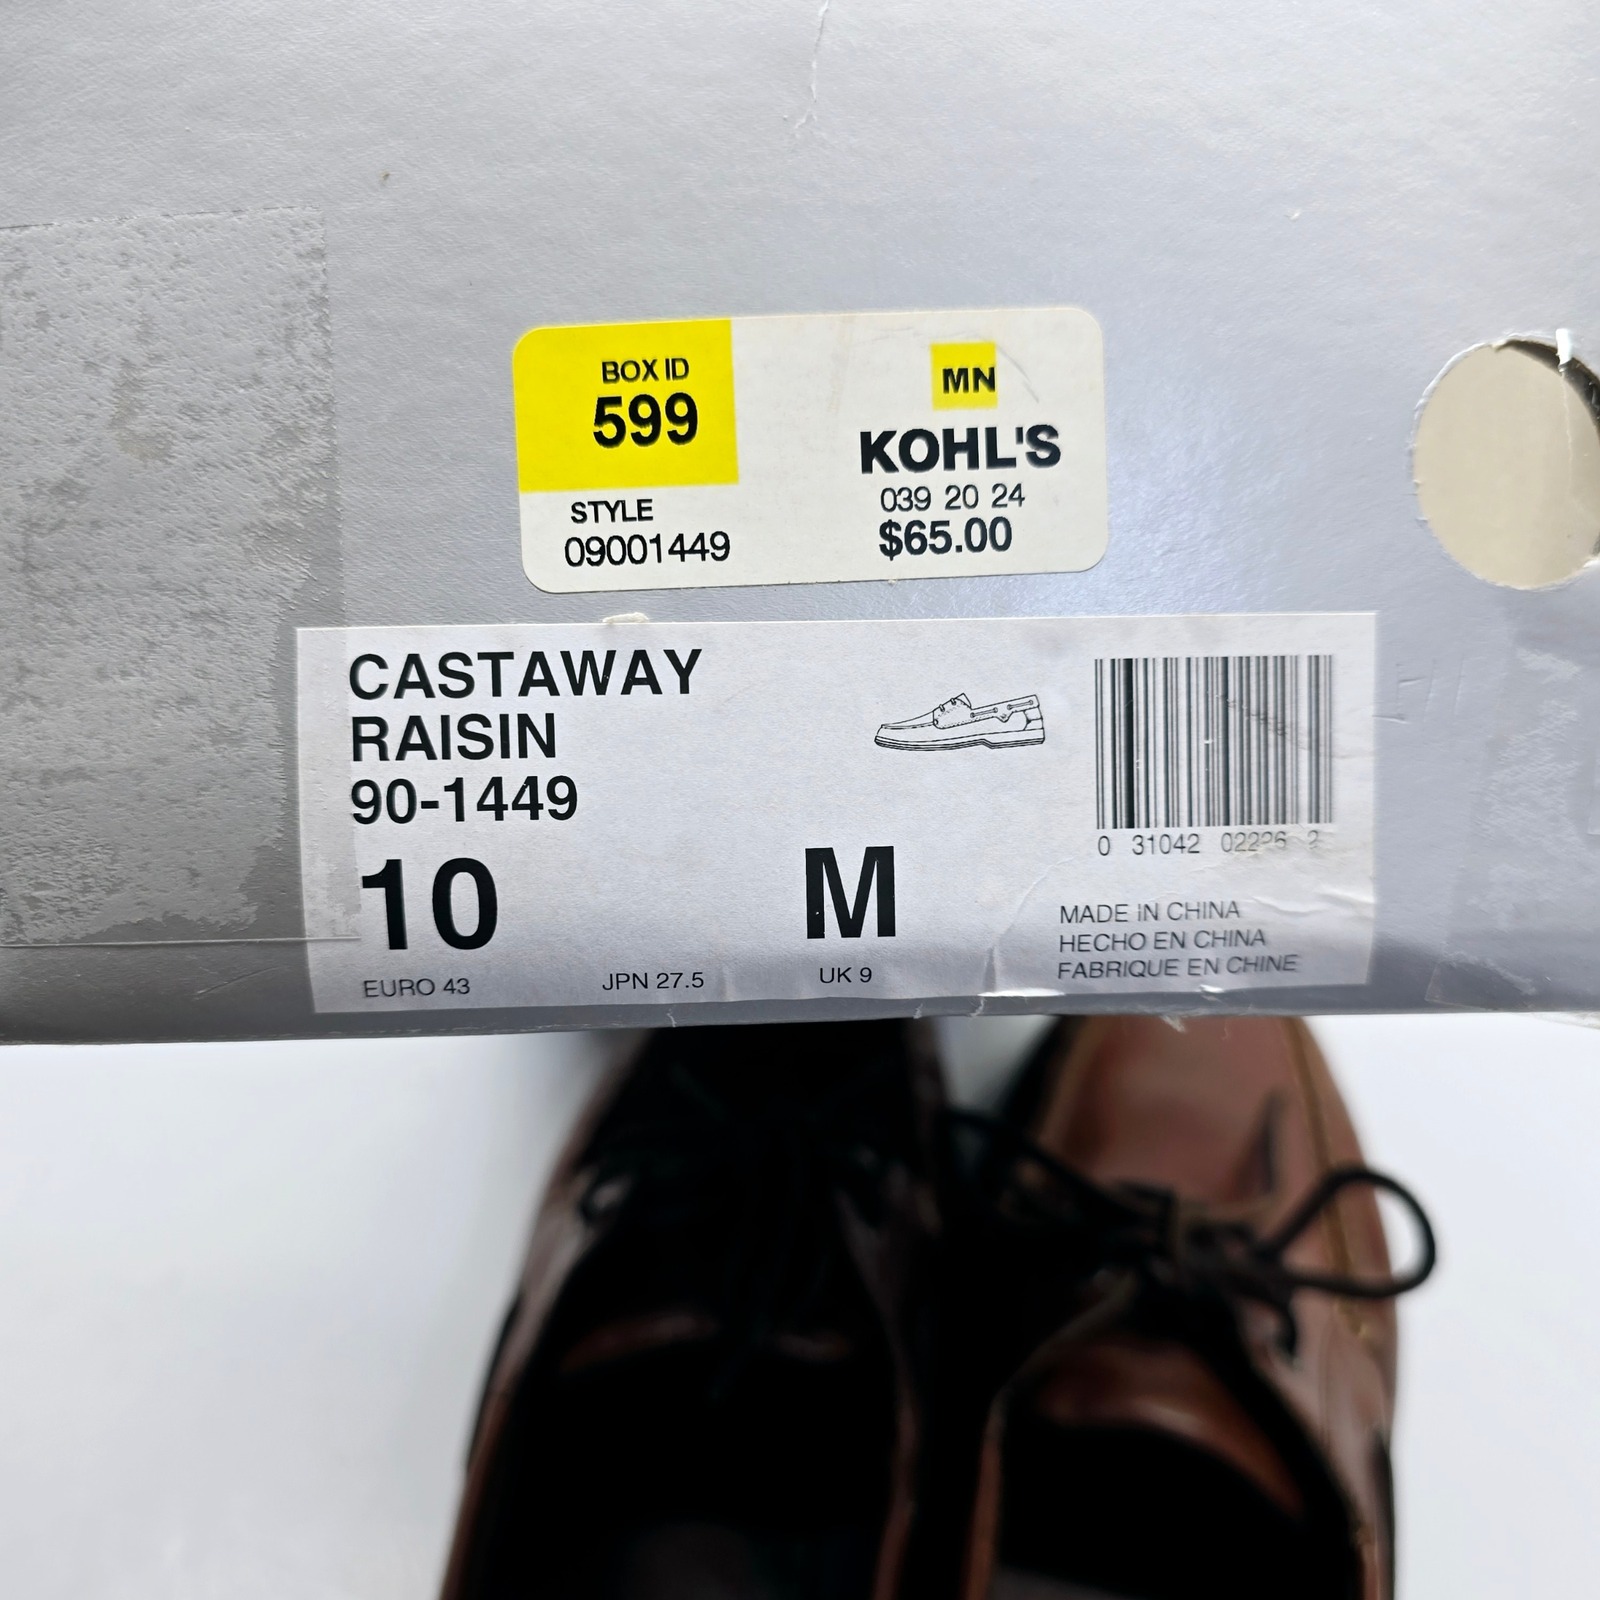 BOX ID
599
STYLE
09001449
MN
KOHL'S
039 20 24
$65.00
CASTAWAY
RAISIN
90-1449
10
M
EURO 43
JPN 27.5
UK 9
0 31042 02226 2
MADE IN CHINA
HECHO EN CHINA
FABRIQUE EN CHINE